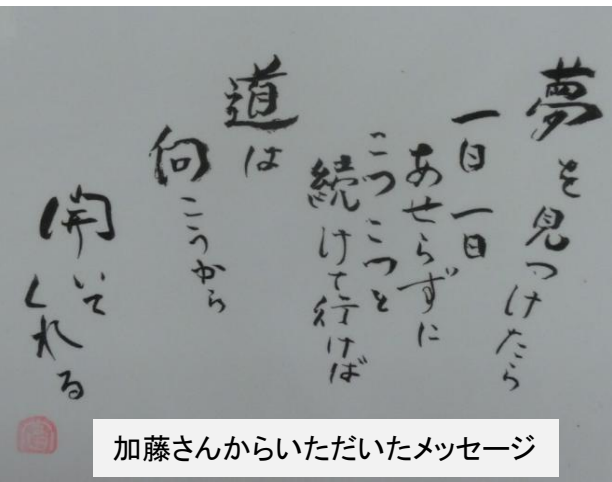 夢を見つけたら
一日一日
あせらずに
こつこつと
続けて行けば
道は
向こうから
開いて
くれる
加藤さんからいただいたメッセージ